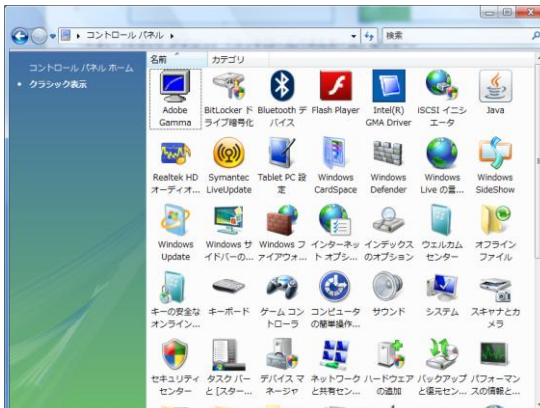 コントロール パネル
検索
コントロール パネル ホーム
クラシック表示
名前 カテゴリ
Adobe Gamma
BitLocker ドライブ暗号化
Bluetooth デバイス
Flash Player
Intel(R) GMA Driver
iSCSI イニシエータ
Java
Realtek HD オーディオ...
Symantec LiveUpdate
Tablet PC 設定
Windows CardSpace
Windows Defender
Windows Live の言...
Windows SideShow
Windows Update
Windows サイドバーの...
Windows ファイアウォ...
インターネット オプシ...
インデックスのオプション
ウェルカム センター
オフライン ファイル
キーの安全なオンライン...
キーボード
ゲーム コントローラ
コンピュータの簡単操作...
サウンド
システム
スキャナとカメラ
セキュリティ センター
タスク バーと [スター...
デバイス マネージャ
ネットワークと共有セン...
ハードウェアの追加
バックアップと復元セン...
パフォーマンスの情報と...